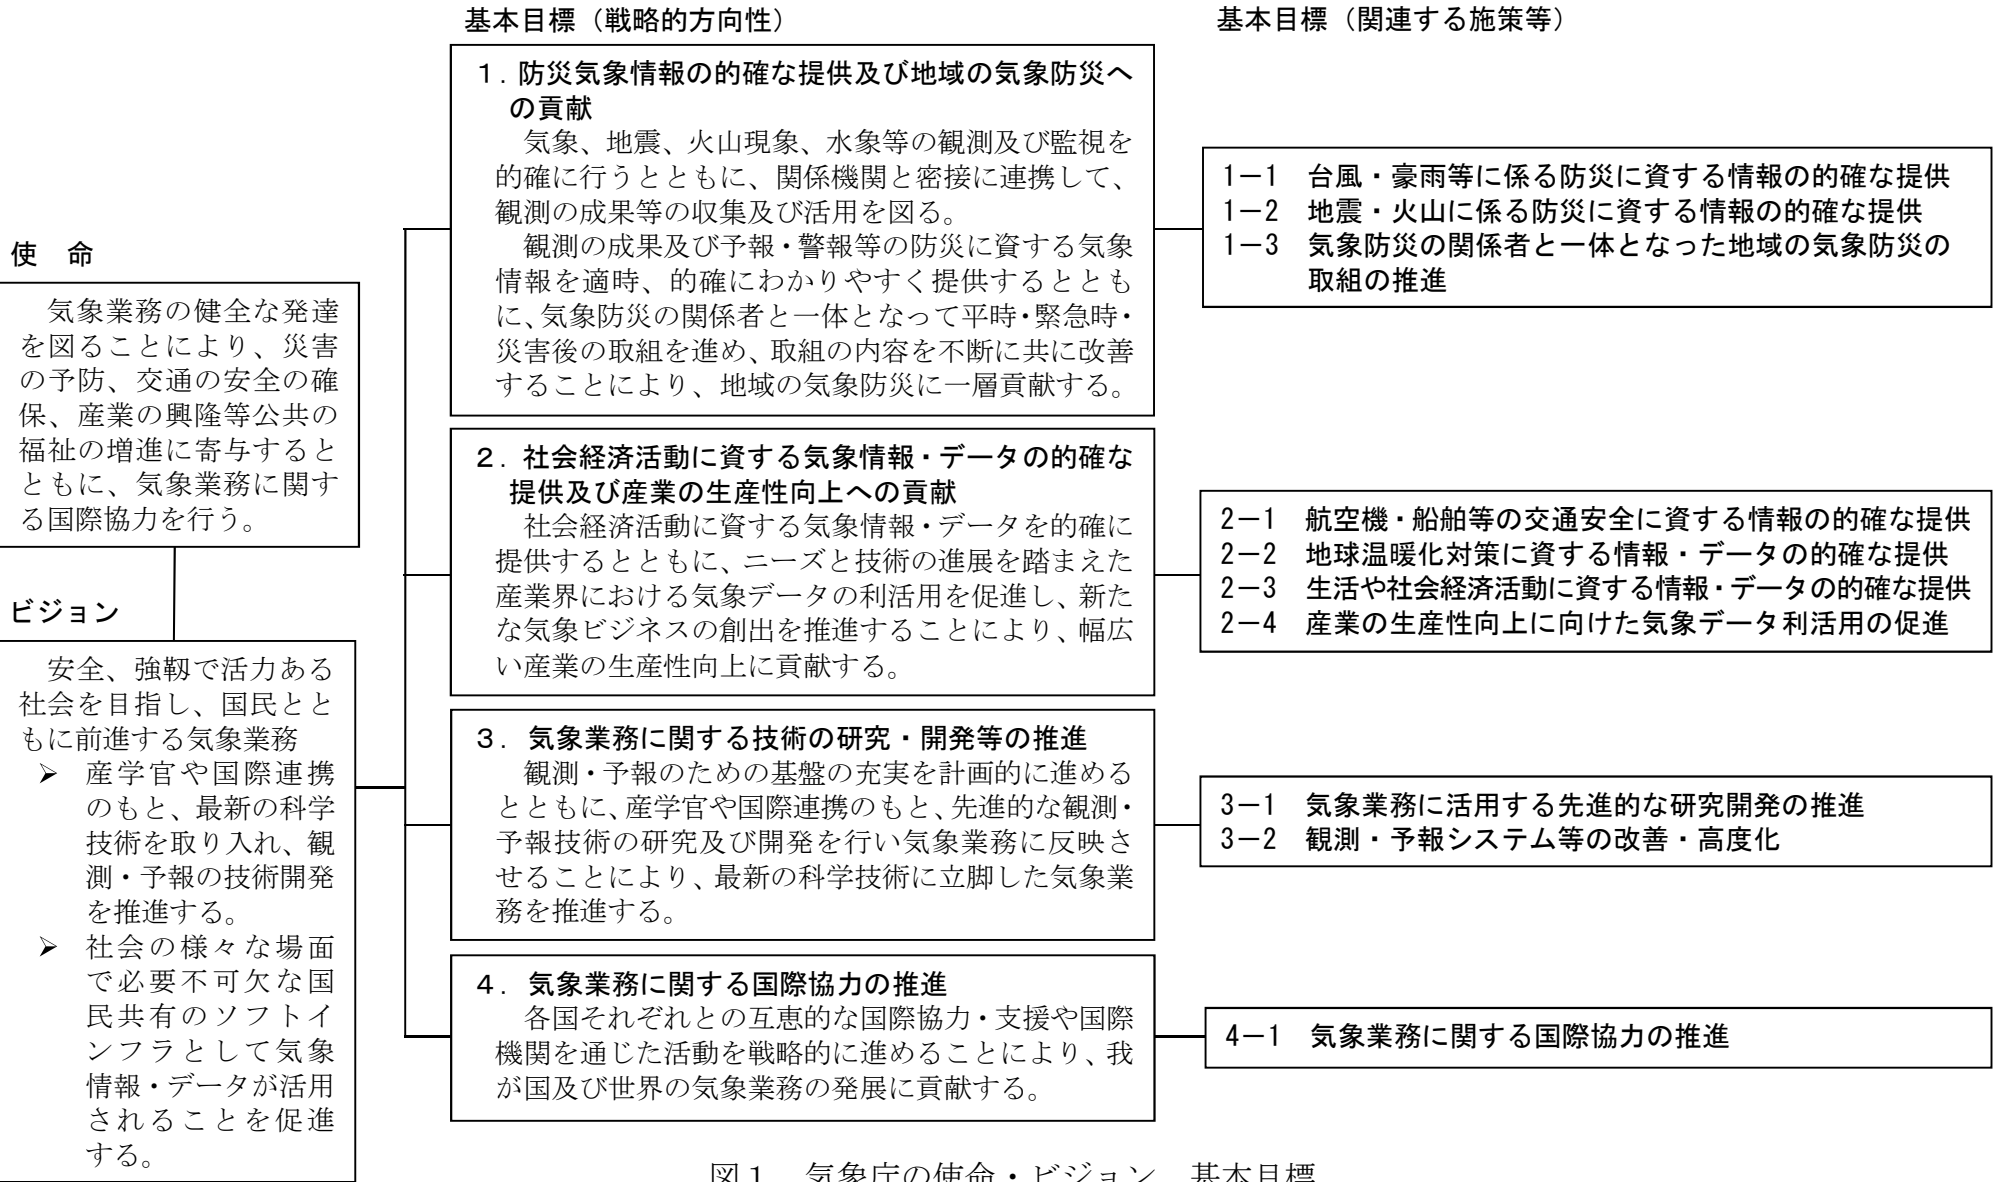 使　命
気象業務の健全な発達
を図ることにより、災害
の予防、交通の安全の確
保、産業の興隆等公共の
福祉の増進に寄与すると
ともに、気象業務に関す
る国際協力を行う。
ビジョン
安全、強靱で活力ある
社会を目指し、国民とと
もに前進する気象業務
➢ 産学官や国際連携
のもと、最新の科学
技術を取り入れ、観
測・予報の技術開発
を推進する。
➢ 社会の様々な場面
で必要不可欠な国
民共有のソフトイ
ンフラとして気象
情報・データが活用
されることを促進
する。
基本目標（戦略的方向性）
１．防災気象情報の的確な提供及び地域の気象防災へ
の貢献
気象、地震、火山現象、水象等の観測及び監視を
的確に行うとともに、関係機関と密接に連携して、
観測の成果等の収集及び活用を図る。
観測の成果及び予報・警報等の防災に資する気象
情報を適時、的確にわかりやすく提供するととも
に、気象防災の関係者と一体となって平時・緊急時・
災害後の取組を進め、取組の内容を不断に共に改善
することにより、地域の気象防災に一層貢献する。
２．社会経済活動に資する気象情報・データの的確な
提供及び産業の生産性向上への貢献
社会経済活動に資する気象情報・データを的確に
提供するとともに、ニーズと技術の進展を踏まえた
産業界における気象データの利活用を促進し、新た
な気象ビジネスの創出を推進することにより、幅広
い産業の生産性向上に貢献する。
３．気象業務に関する技術の研究・開発等の推進
観測・予報のための基盤の充実を計画的に進める
とともに、産学官や国際連携のもと、先進的な観測・
予報技術の研究及び開発を行い気象業務に反映さ
せることにより、最新の科学技術に立脚した気象業
務を推進する。
４．気象業務に関する国際協力の推進
各国それぞれとの互恵的な国際協力・支援や国際
機関を通じた活動を戦略的に進めることにより、我
が国及び世界の気象業務の発展に貢献する。
基本目標（関連する施策等）
1－1　台風・豪雨等に係る防災に資する情報の的確な提供
1－2　地震・火山に係る防災に資する情報の的確な提供
1－3　気象防災の関係者と一体となった地域の気象防災の
取組の推進
2－1　航空機・船舶等の交通安全に資する情報の的確な提供
2－2　地球温暖化対策に資する情報・データの的確な提供
2－3　生活や社会経済活動に資する情報・データの的確な提供
2－4　産業の生産性向上に向けた気象データ利活用の促進
3－1　気象業務に活用する先進的な研究開発の推進
3－2　観測・予報システム等の改善・高度化
4－1　気象業務に関する国際協力の推進
図１　気象庁の使命・ビジョン　基本目標